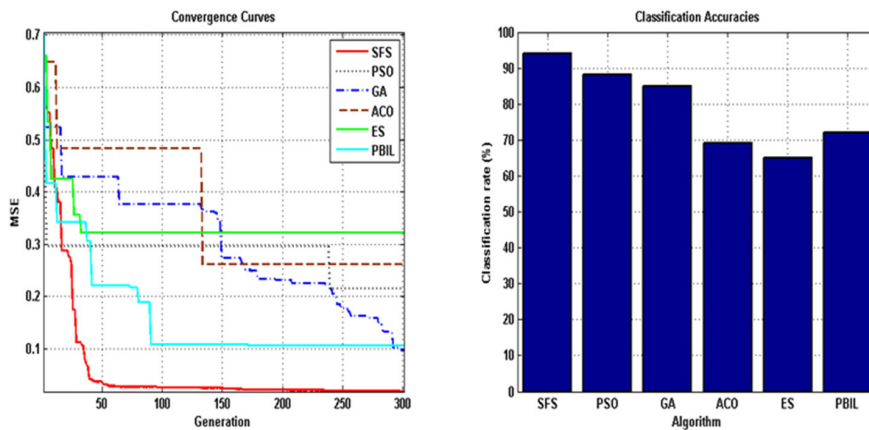 Convergence Curves
0.7
0.6
0.5
0.4
0.3
0.2
0.1
MSE
50
100
150
200
250
300
Generation
SFS
PSO
GA
ACO
ES
PBIL
Classification Accuracies
100
90
80
70
60
50
40
30
20
10
0
Classification rate (%)
SFS
PSO
GA
ACO
ES
PBIL
Algorithm